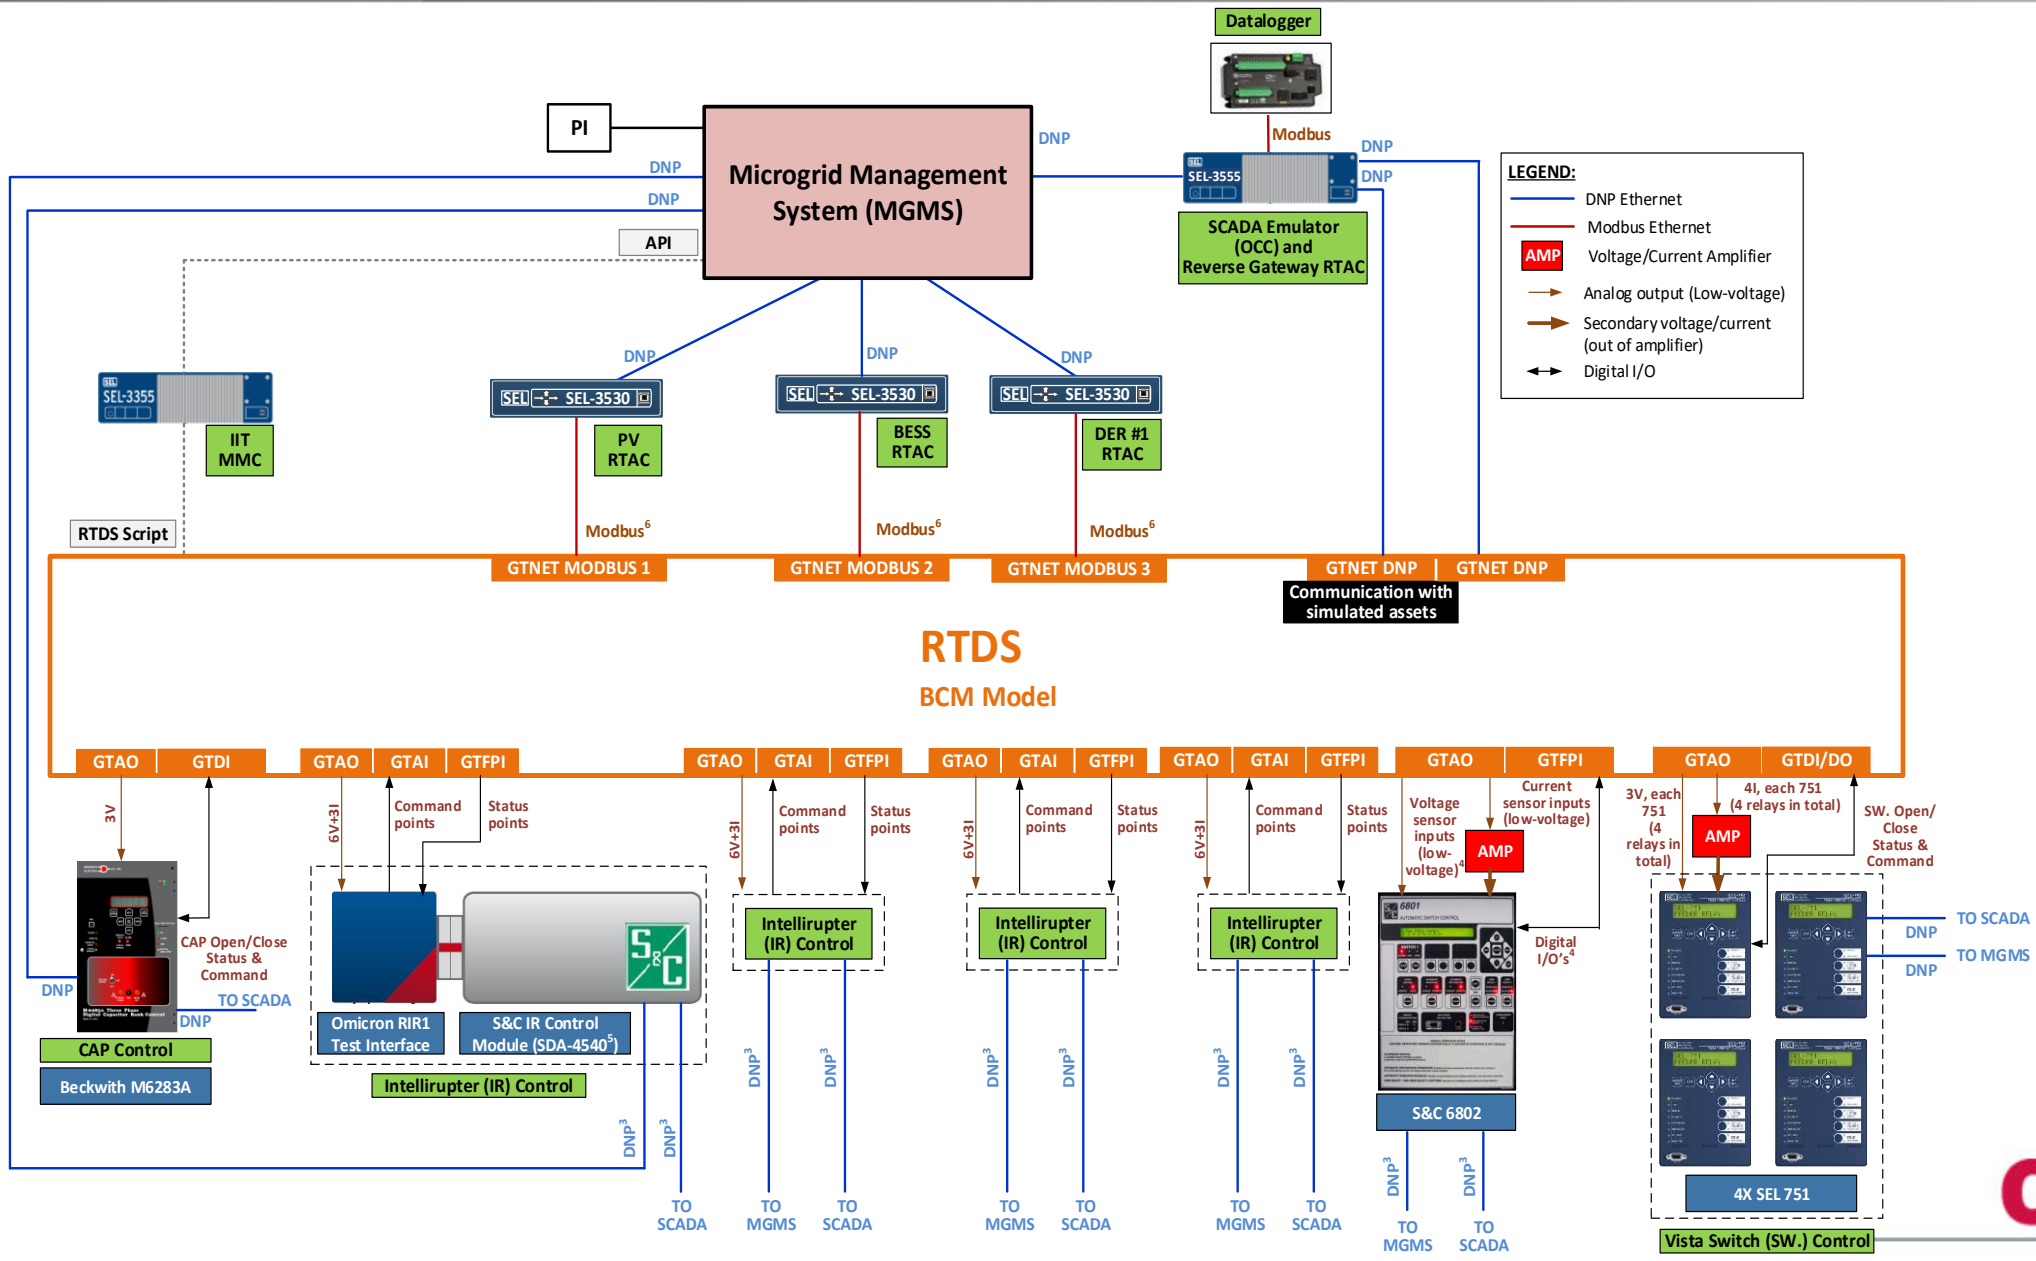 Datalogger
PI
DNP
DNP
API
Microgrid Management
System (MGMS)
DNP
Modbus
SEL
SEL-3555
DNP
DNP
SCADA Emulator
(OCC) and
Reverse Gateway RTAC
LEGEND:
DNP Ethernet
Modbus Ethernet
AMP
Voltage/Current Amplifier
Analog output (Low-voltage)
Secondary voltage/current
(out of amplifier)
Digital I/O
SEL
SEL-3355
IIT
MMC
RTDS Script
DNP
SEL
SEL-3530
PV
RTAC
Modbus6
DNP
SEL
SEL-3530
BESS
RTAC
Modbus6
DNP
SEL
SEL-3530
DER #1
RTAC
Modbus6
GTNET MODBUS 1
GTNET MODBUS 2
GTNET MODBUS 3
GTNET DNP
GTNET DNP
Communication with
simulated assets
RTDS
BCM Model
GTAO
GTDI
GTAO
GTAI
GTFPI
GTAO
GTAI
GTFPI
GTAO
GTAI
GTFPI
GTAO
GTAI
GTFPI
GTAO
GTFPI
GTAO
GTDI/DO
3V
CAP Open/Close
Status &
Command
DNP
TO SCADA
DNP
CAP Control
Beckwith M6283A
6V+3I
Command
points
Status
points
S&C
Omicron RIR1
Test Interface
S&C IR Control
Module (SDA-45405)
Intellirupter (IR) Control
DNP3
DNP3
TO
SCADA
6V+3I
Command
points
Status
points
Intellirupter
(IR) Control
DNP3
DNP3
TO
MGMS
TO
SCADA
6V+3I
Command
points
Status
points
Intellirupter
(IR) Control
DNP3
DNP3
TO
MGMS
TO
SCADA
6V+3I
Command
points
Status
points
Intellirupter
(IR) Control
DNP3
DNP3
TO
MGMS
TO
SCADA
Voltage
sensor
inputs
(low-
voltage)4
Current
sensor inputs
(low-voltage)
AMP
6801
AUTOMATIC SWITCH CONTROL
Digital
I/O's4
S&C 6802
DNP3
DNP3
TO
MGMS
TO
SCADA
3V, each
751
(4
relays in
total)
4I, each 751
(4 relays in total)
AMP
SW. Open/
Close
Status &
Command
TO SCADA
DNP
TO MGMS
DNP
4X SEL 751
Vista Switch (SW.) Control